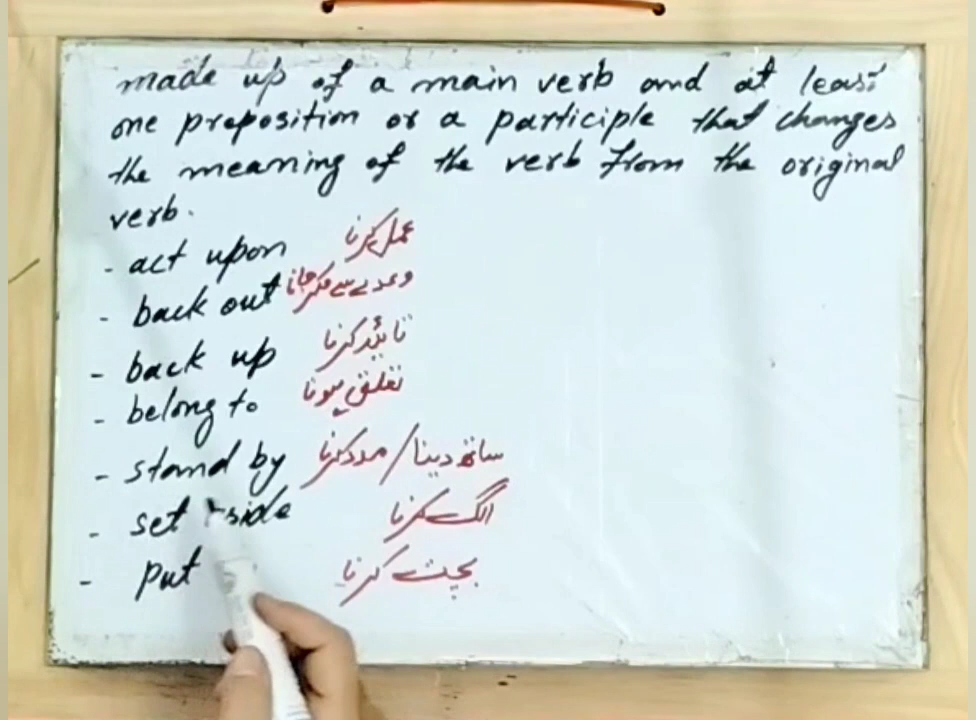 made up of a main verb and at least
one preposition or a participle that changes
the meaning of the verb from the original
verb.
- act upon عمل کرنا
- back out وعدے سے مکر جانا
- back up تائید کرنا
- belong to تعلق ہونا
- stand by ساتھ دینا / مدد کرنا
- set aside الگ کرنا
- put بچت کرنا